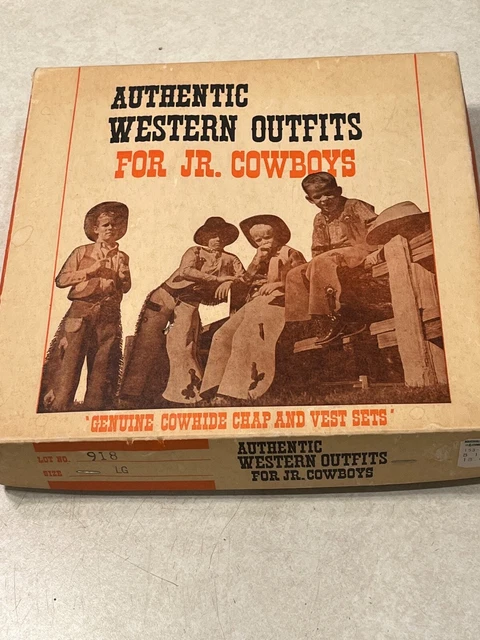 AUTHENTIC
WESTERN OUTFITS
FOR JR. COWBOYS
"GENUINE COWHIDE CHAP AND VEST SETS"
LOT NO. 918
SIZE LG
AUTHENTIC
WESTERN OUTFITS
FOR JR. COWBOYS